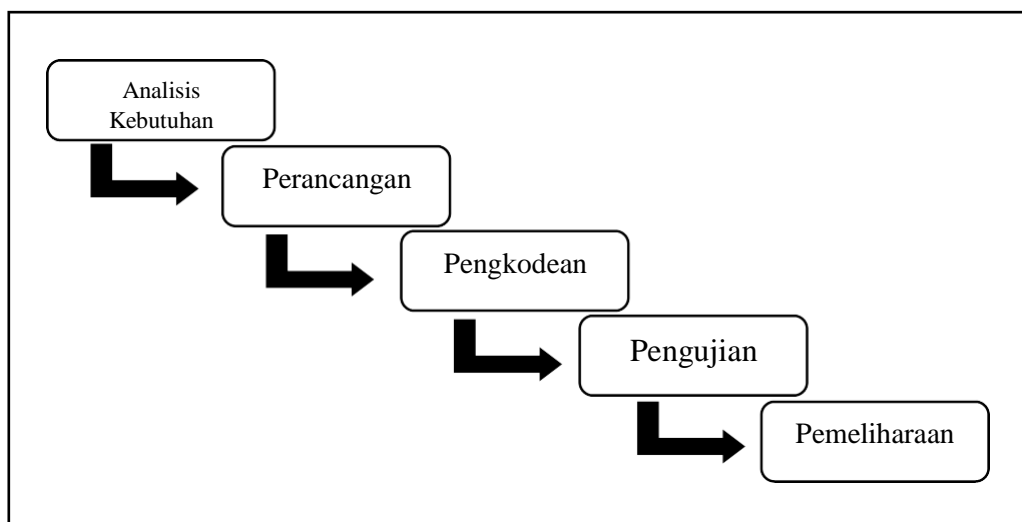 Analisis
Kebutuhan
Perancangan
Pengkodean
Pengujian
Pemeliharaan